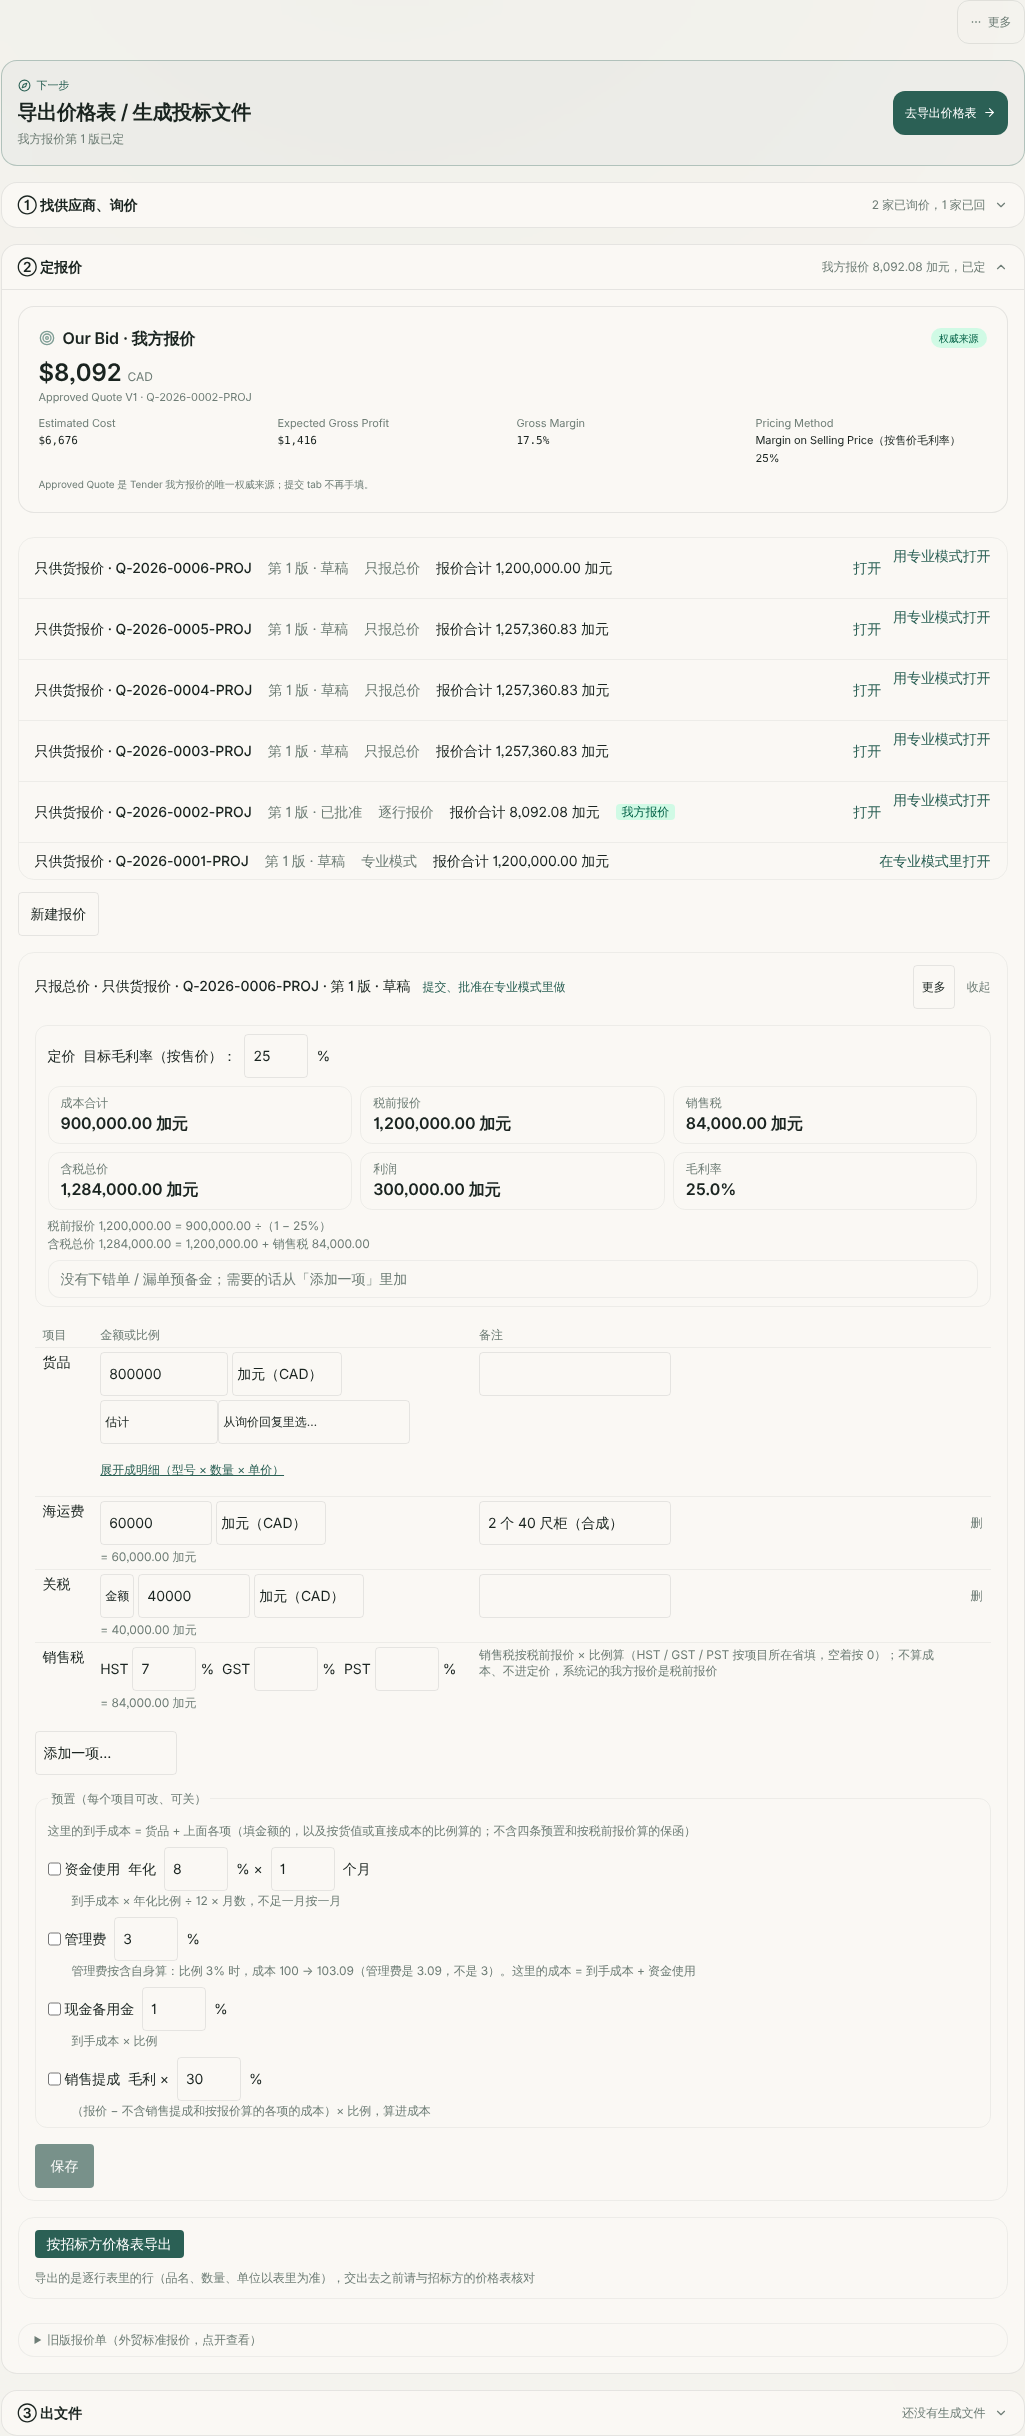 ··· 更多
下一步
导出价格表 / 生成投标文件
我方报价第 1 版已定
去导出价格表 →
① 找供应商、询价
2 家已询价，1 家已回
② 定报价
我方报价 8,092.08 加元，已定
Our Bid · 我方报价
权威来源
$8,092 CAD
Approved Quote V1 · Q-2026-0002-PROJ
Estimated Cost
$6,676
Expected Gross Profit
$1,416
Gross Margin
17.5%
Pricing Method
Margin on Selling Price（按售价毛利率）
25%
Approved Quote 是 Tender 我方报价的唯一权威来源；提交 tab 不再手填。
只供货报价 · Q-2026-0006-PROJ 第 1 版 · 草稿 只报总价 报价合计 1,200,000.00 加元 打开 用专业模式打开
只供货报价 · Q-2026-0005-PROJ 第 1 版 · 草稿 只报总价 报价合计 1,257,360.83 加元 打开 用专业模式打开
只供货报价 · Q-2026-0004-PROJ 第 1 版 · 草稿 只报总价 报价合计 1,257,360.83 加元 打开 用专业模式打开
只供货报价 · Q-2026-0003-PROJ 第 1 版 · 草稿 只报总价 报价合计 1,257,360.83 加元 打开 用专业模式打开
只供货报价 · Q-2026-0002-PROJ 第 1 版 · 已批准 逐行报价 报价合计 8,092.08 加元 我方报价 打开 用专业模式打开
只供货报价 · Q-2026-0001-PROJ 第 1 版 · 草稿 专业模式 报价合计 1,200,000.00 加元 在专业模式里打开
新建报价
只报总价 · 只供货报价 · Q-2026-0006-PROJ · 第 1 版 · 草稿 提交、批准在专业模式里做 更多 收起
定价 目标毛利率（按售价）： 25 %
成本合计
900,000.00 加元
税前报价
1,200,000.00 加元
销售税
84,000.00 加元
含税总价
1,284,000.00 加元
利润
300,000.00 加元
毛利率
25.0%
税前报价 1,200,000.00 = 900,000.00 ÷（1 − 25%）
含税总价 1,284,000.00 = 1,200,000.00 + 销售税 84,000.00
没有下错单 / 漏单预备金；需要的话从「添加一项」里加
项目 金额或比例 备注
货品 800000 加元（CAD）
估计 从询价回复里选…
展开成明细（型号 × 数量 × 单价）
海运费 60000 加元（CAD） 2 个 40 尺柜（合成） 删
= 60,000.00 加元
关税 金额 40000 加元（CAD） 删
= 40,000.00 加元
销售税 HST 7 % GST % PST %
销售税按税前报价 × 比例算（HST / GST / PST 按项目所在省填，空着按 0）；不算成
本、不进定价，系统记的我方报价是税前报价
= 84,000.00 加元
添加一项…
预置（每个项目可改、可关）
这里的到手成本 = 货品 + 上面各项（填金额的，以及按货值或直接成本的比例算的；不含四条预置和按税前报价算的保函）
资金使用 年化 8 % × 1 个月
到手成本 × 年化比例 ÷ 12 × 月数，不足一月按一月
管理费 3 %
管理费按含自身算：比例 3% 时，成本 100 → 103.09（管理费是 3.09，不是 3）。这里的成本 = 到手成本 + 资金使用
现金备用金 1 %
到手成本 × 比例
销售提成 毛利 × 30 %
（报价 − 不含销售提成和按报价算的各项的成本）× 比例，算进成本
保存
按招标方价格表导出
导出的是逐行表里的行（品名、数量、单位以表里为准），交出去之前请与招标方的价格表核对
▶ 旧版报价单（外贸标准报价，点开查看）
③ 出文件
还没有生成文件